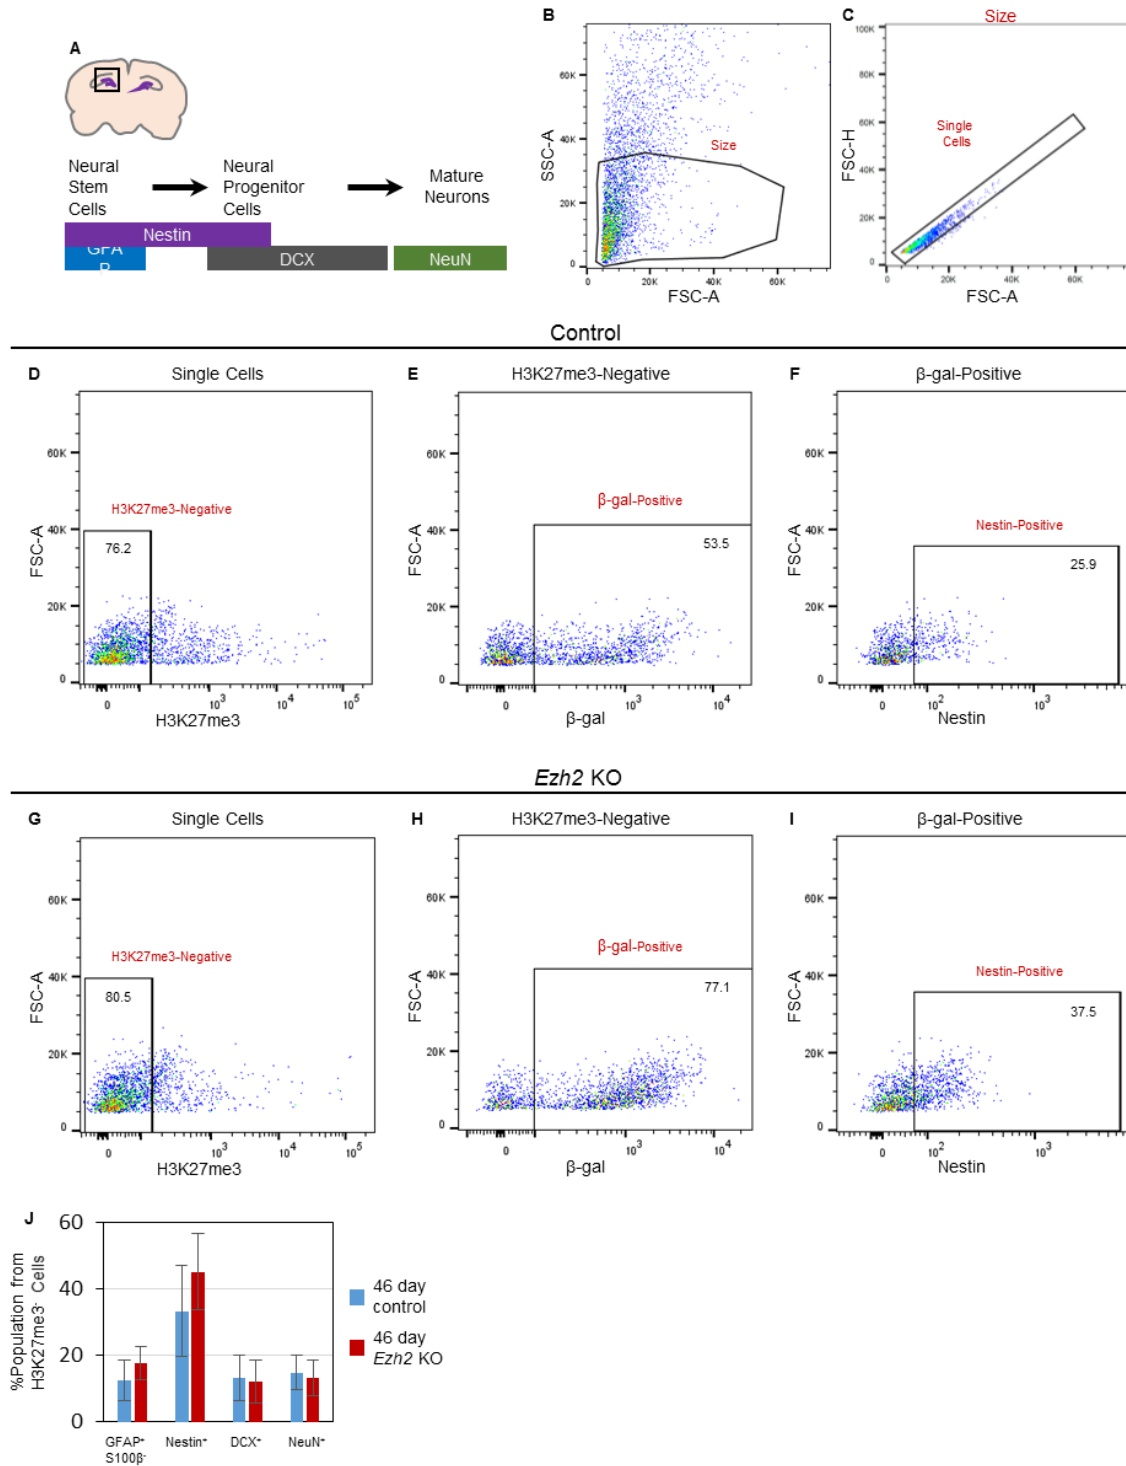 A
Neural
Stem
Cells
Neural
Progenitor
Cells
Mature
Neurons
Nestin
GFA
P
DCX
NeuN
B
SSC-A
60K
40K
20K
0
Size
0
20K
40K
60K
FSC-A
C
Size
FSC-H
100K
80K
60K
40K
20K
0
Single
Cells
0
20K
40K
60K
FSC-A
Control
D
Single Cells
FSC-A
60K
40K
20K
0
H3K27me3-Negative
76.2
0
10³
10⁴
10⁵
H3K27me3
E
H3K27me3-Negative
FSC-A
60K
40K
20K
0
β-gal-Positive
53.5
0
10³
10⁴
β-gal
F
β-gal-Positive
FSC-A
60K
40K
20K
0
Nestin-Positive
25.9
0
10²
10³
Nestin
Ezh2 KO
G
Single Cells
FSC-A
60K
40K
20K
0
H3K27me3-Negative
80.5
0
10³
10⁴
10⁵
H3K27me3
H
H3K27me3-Negative
FSC-A
60K
40K
20K
0
β-gal-Positive
77.1
0
10³
10⁴
β-gal
I
β-gal-Positive
FSC-A
60K
40K
20K
0
Nestin-Positive
37.5
0
10²
10³
Nestin
J
%Population from
H3K27me3⁻ Cells
60
40
20
0
GFAP⁺
S100β⁻
Nestin⁺
DCX⁺
NeuN⁺
46 day
control
46 day
Ezh2 KO